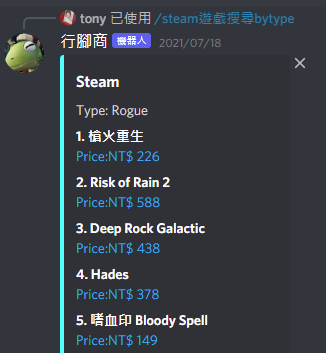 tony 已使用 /steam遊戲搜尋bytype
行腳商 機器人 2021/07/18
Steam
Type: Rogue
1. 槍火重生
Price:NT$ 226
2. Risk of Rain 2
Price:NT$ 588
3. Deep Rock Galactic
Price:NT$ 438
4. Hades
Price:NT$ 378
5. 嗜血印 Bloody Spell
Price:NT$ 149